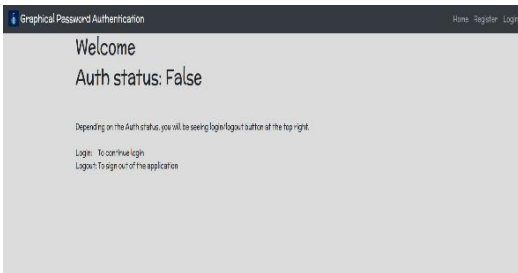 Graphical Password Authentication
Home Register Login
Welcome
Auth status: False
Depending on the Auth status, you will be seeing login/logout button at the top right.
Login: To continue login
Logout: To sign out of the application